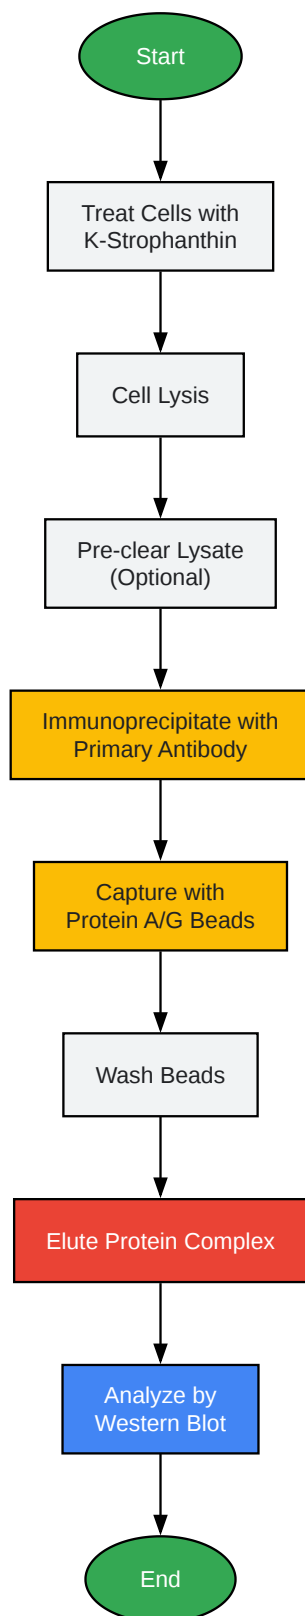 Start
Treat Cells with
K-Strophanthin
Cell Lysis
Pre-clear Lysate
(Optional)
Immunoprecipitate with
Primary Antibody
Capture with
Protein A/G Beads
Wash Beads
Elute Protein Complex
Analyze by
Western Blot
End